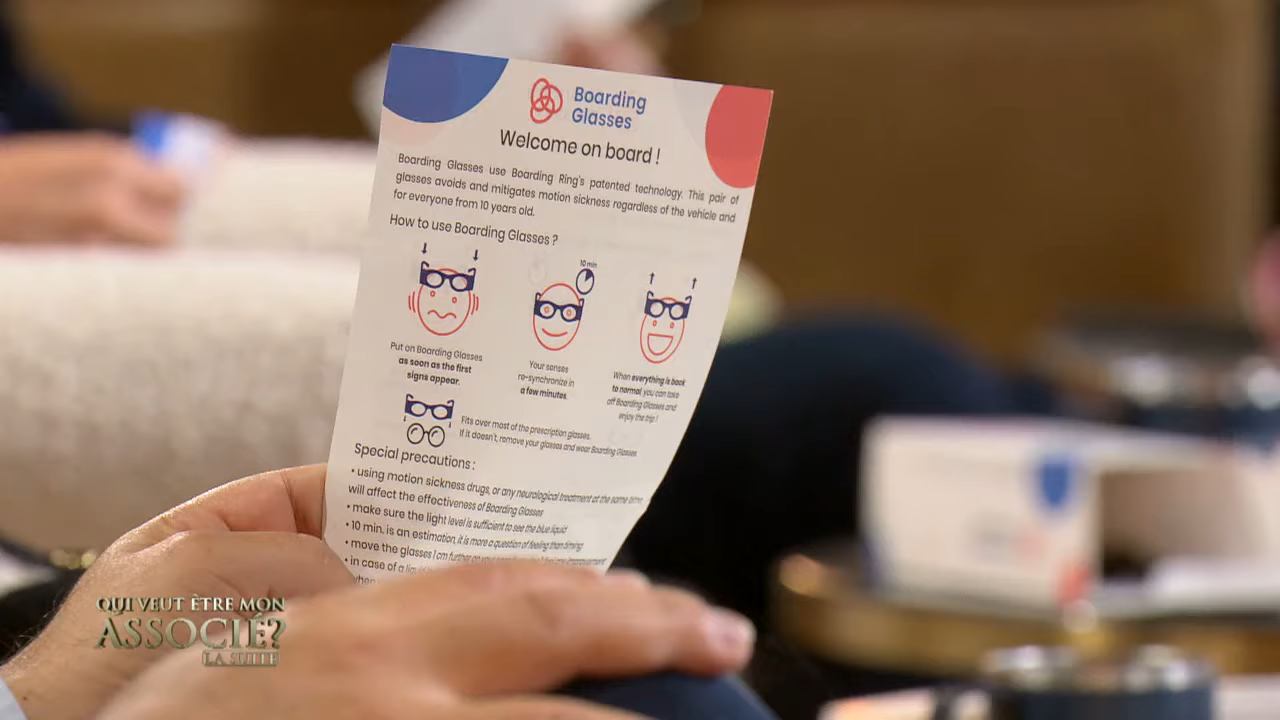 Boarding
Glasses
Welcome on board !
Boarding Glasses use Boarding Ring's patented technology. This pair of
glasses avoids and mitigates motion sickness regardless of the vehicle and
for everyone from 10 years old.
How to use Boarding Glasses ?
10 min
Put on Boarding Glasses
as soon as the first
signs appear.
Your senses
re-synchronize in
a few minutes.
When everything is back
to normal you can take
off Boarding Glasses and
enjoy the trip !
Fits over most of the prescription glasses.
If it doesn't, remove your glasses and wear Boarding Glasses
Special precautions :
• using motion sickness drugs, or any neurological treatment at the same time
will affect the effectiveness of Boarding Glasses
• make sure the light level is sufficient to see the blue liquid
• 10 min. is an estimation, it is more a question of feeling than timing
• move the glasses 1 cm further
• in case of a
when
QUI VEUT ÊTRE MON
ASSOCIÉ?
LA SUITE